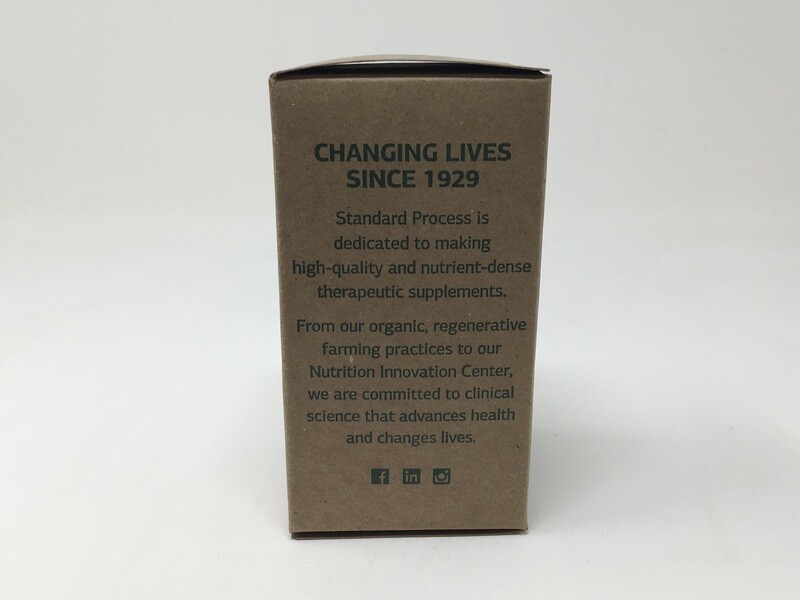 CHANGING LIVES
SINCE 1929
Standard Process is
dedicated to making
high-quality and nutrient-dense
therapeutic supplements.
From our organic, regenerative
farming practices to our
Nutrition Innovation Center,
we are committed to clinical
science that advances health
and changes lives.